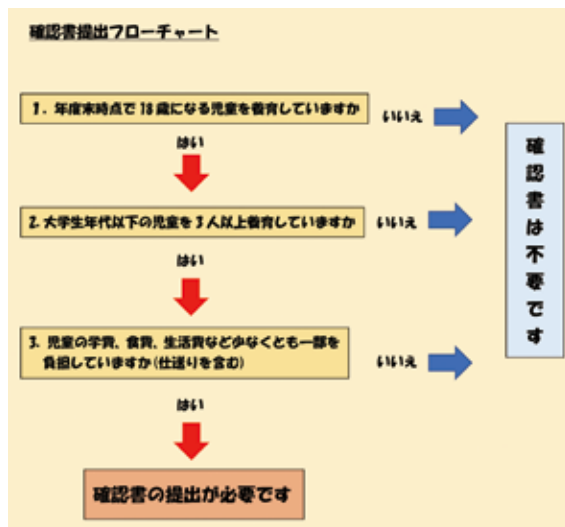 確認書提出フローチャート
1. 年度末時点で18歳になる児童を養育していますか
いいえ
はい
2. 大学生年代以下の児童を3人以上養育していますか
いいえ
はい
3. 児童の学費、食費、生活費など少なくとも一部を
負担していますか(仕送りを含む)
いいえ
はい
確認書の提出が必要です
確認書は不要です